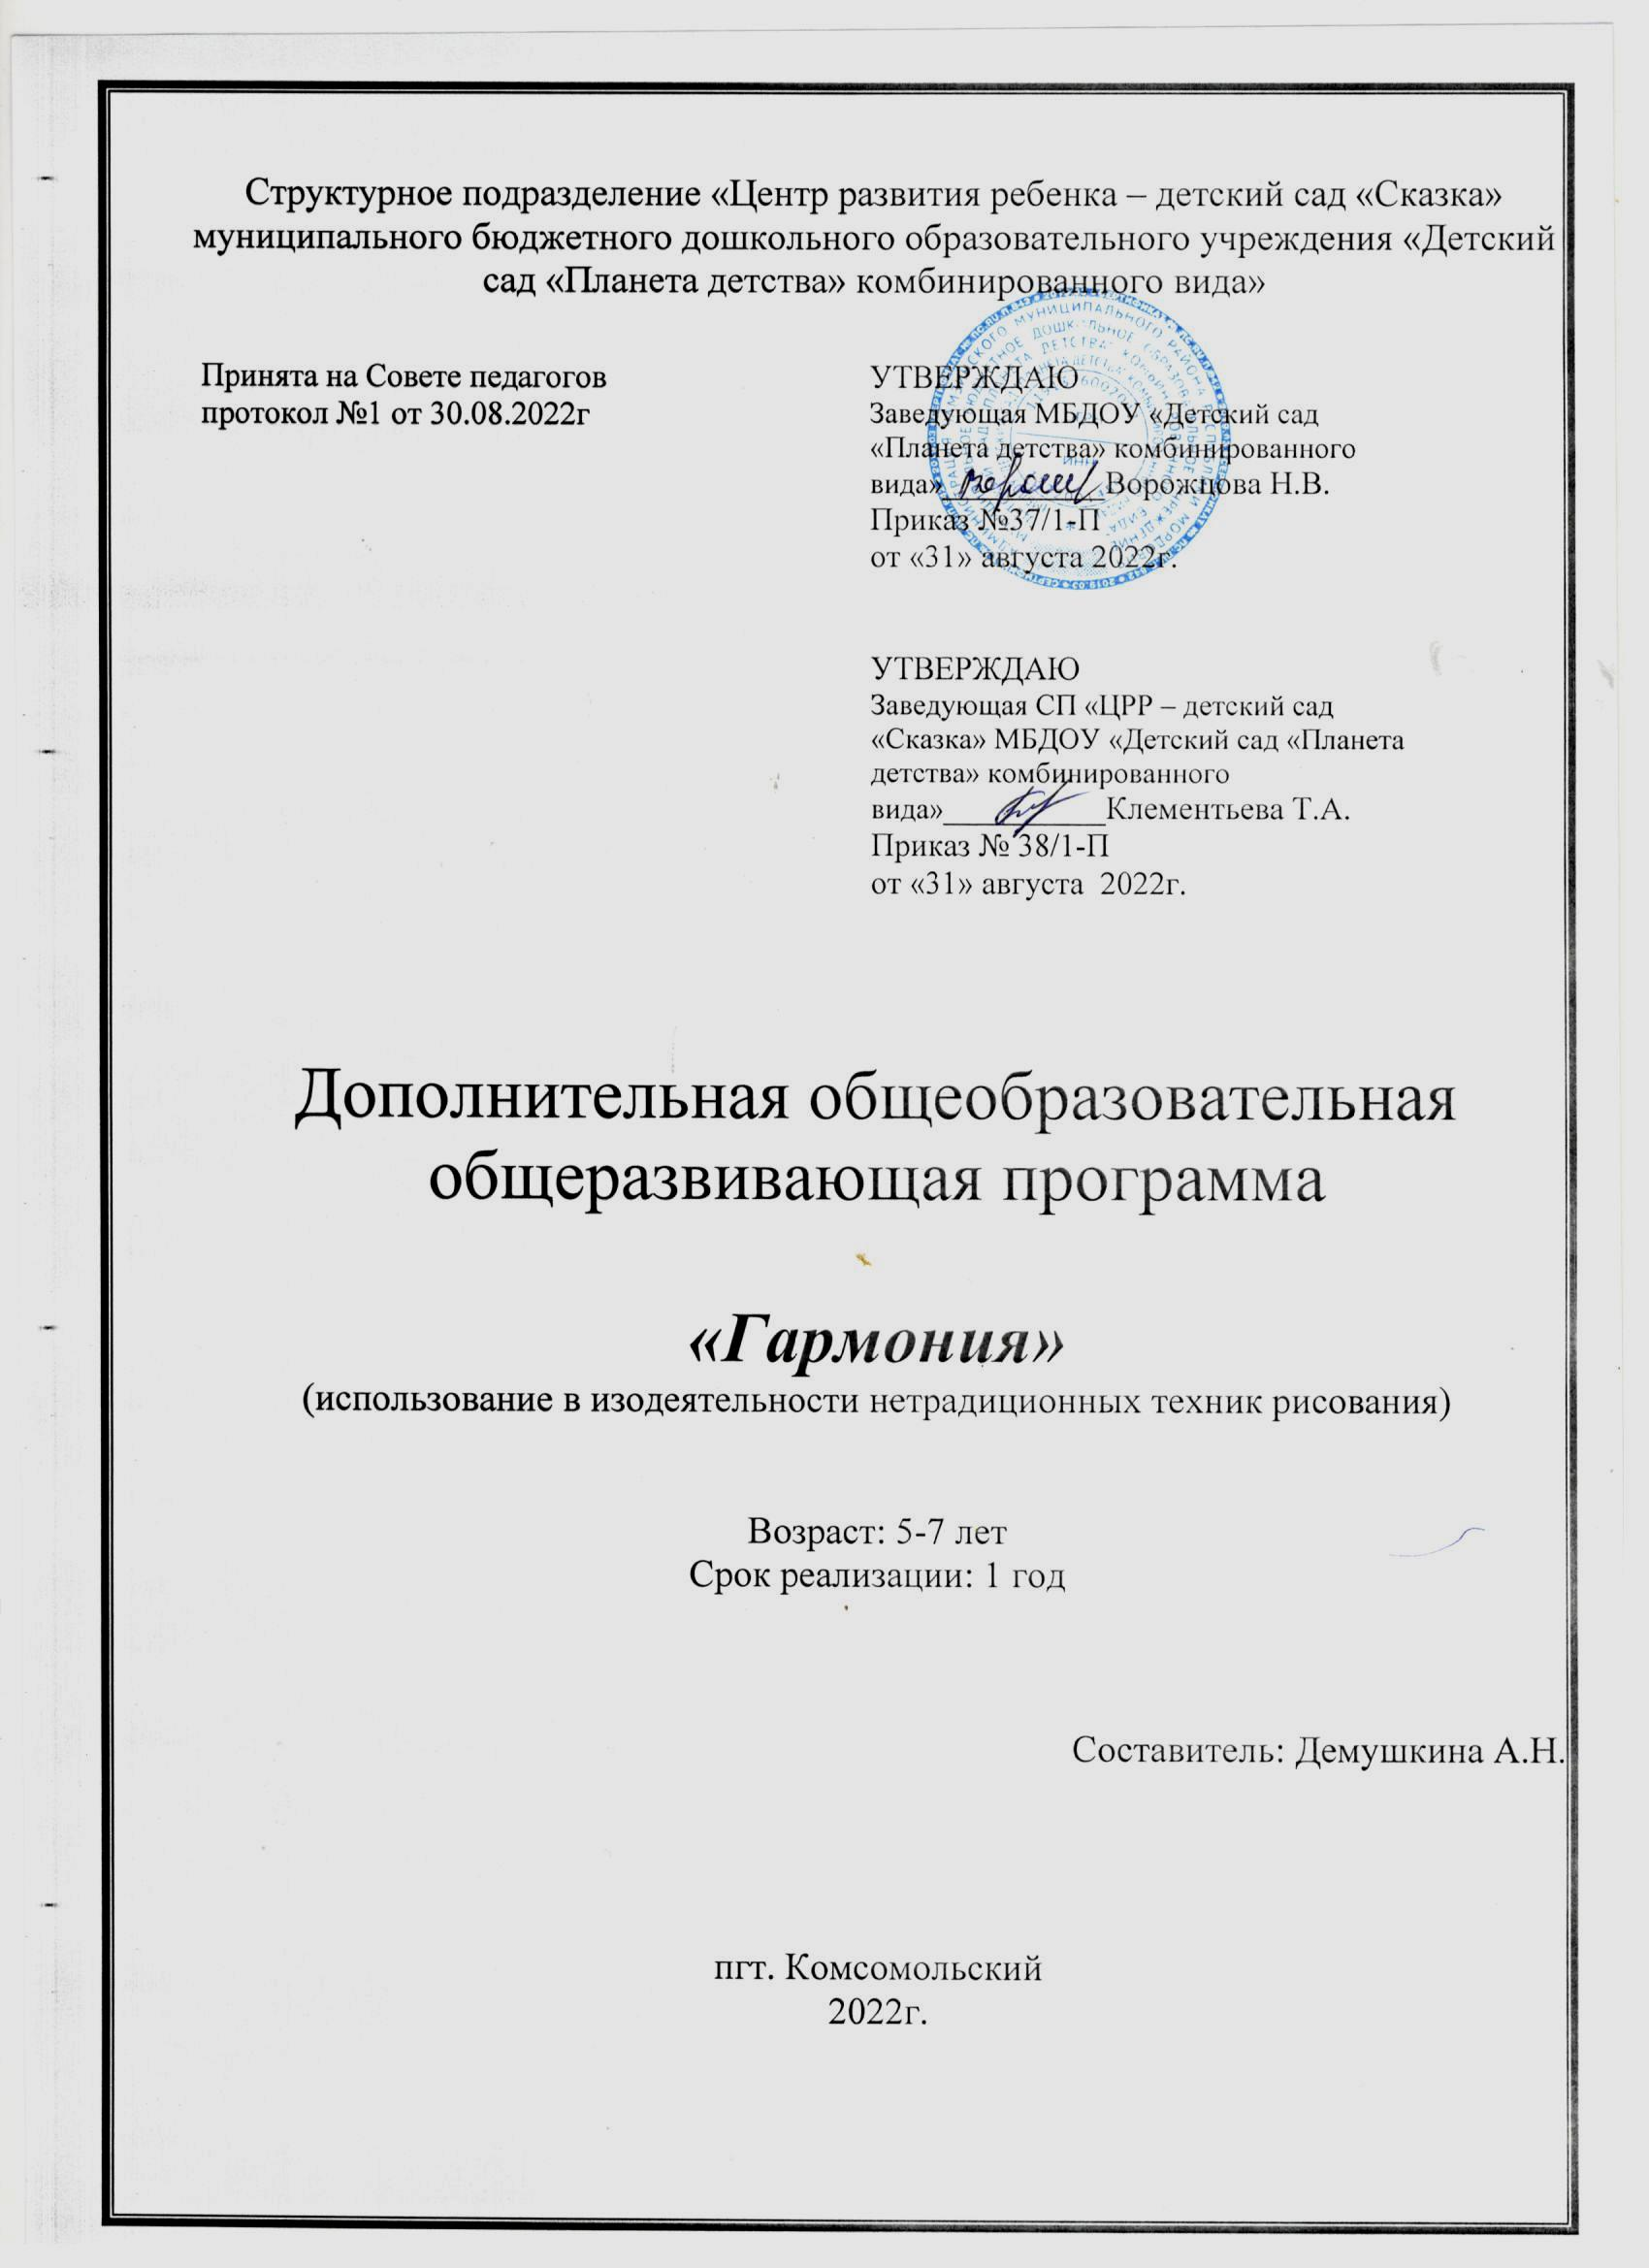 Структурное подразделение «Центр развития ребенка – детский сад «Сказка»
муниципального бюджетного дошкольного образовательного учреждения «Детский
сад «Планета детства» комбинированного вида»
Принята на Совете педагогов
протокол №1 от 30.08.2022г
УТВЕРЖДАЮ
Заведующая МБДОУ «Детский сад
«Планета детства» комбинированного
вида»___________Ворожцова Н.В.
Приказ №37/1-П
от «31» августа 2022г.
УТВЕРЖДАЮ
Заведующая СП «ЦРР – детский сад
«Сказка» МБДОУ «Детский сад «Планета
детства» комбинированного
вида»___________Клементьева Т.А.
Приказ № 38/1-П
от «31» августа 2022г.
Дополнительная общеобразовательная
общеразвивающая программа
«Гармония»
(использование в изодеятельности нетрадиционных техник рисования)
Возраст: 5-7 лет
Срок реализации: 1 год
Составитель: Демушкина А.Н.
пгт. Комсомольский
2022г.